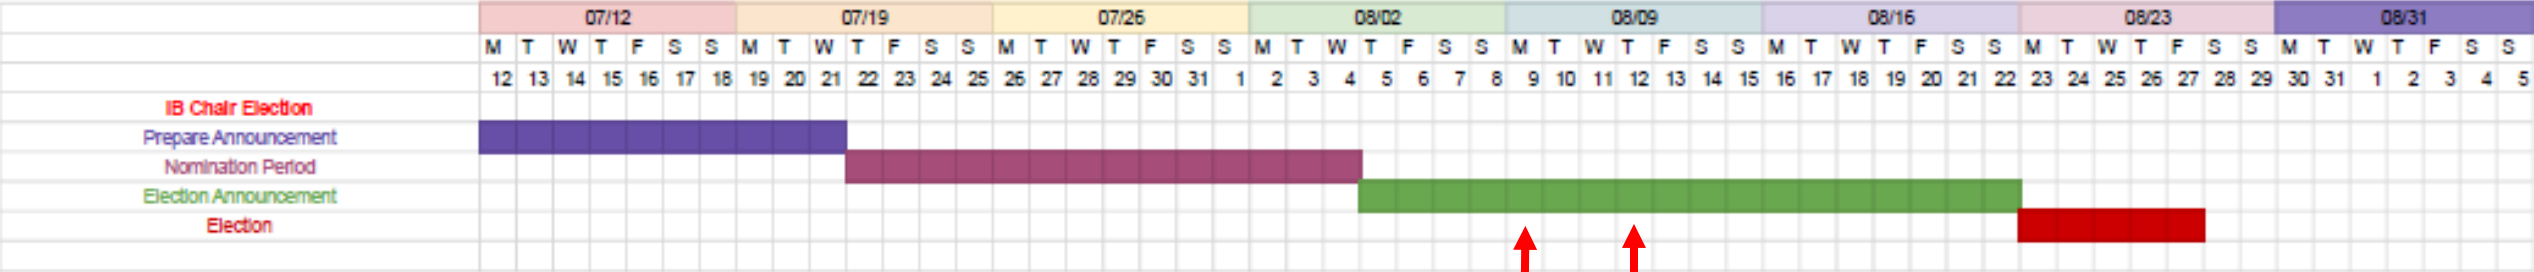 07/12 07/19 07/26 08/02 08/09 08/16 08/23 08/31
M T W T F S S M T W T F S S M T W T F S S M T W T F S S M T W T F S S M T W T F S S M T W T F S S M T W T F S S
12 13 14 15 16 17 18 19 20 21 22 23 24 25 26 27 28 29 30 31 1 2 3 4 5 6 7 8 9 10 11 12 13 14 15 16 17 18 19 20 21 22 23 24 25 26 27 28 29 30 31 1 2 3 4 5
IB Chair Election
Prepare Announcement
Nomination Period
Election Announcement
Election